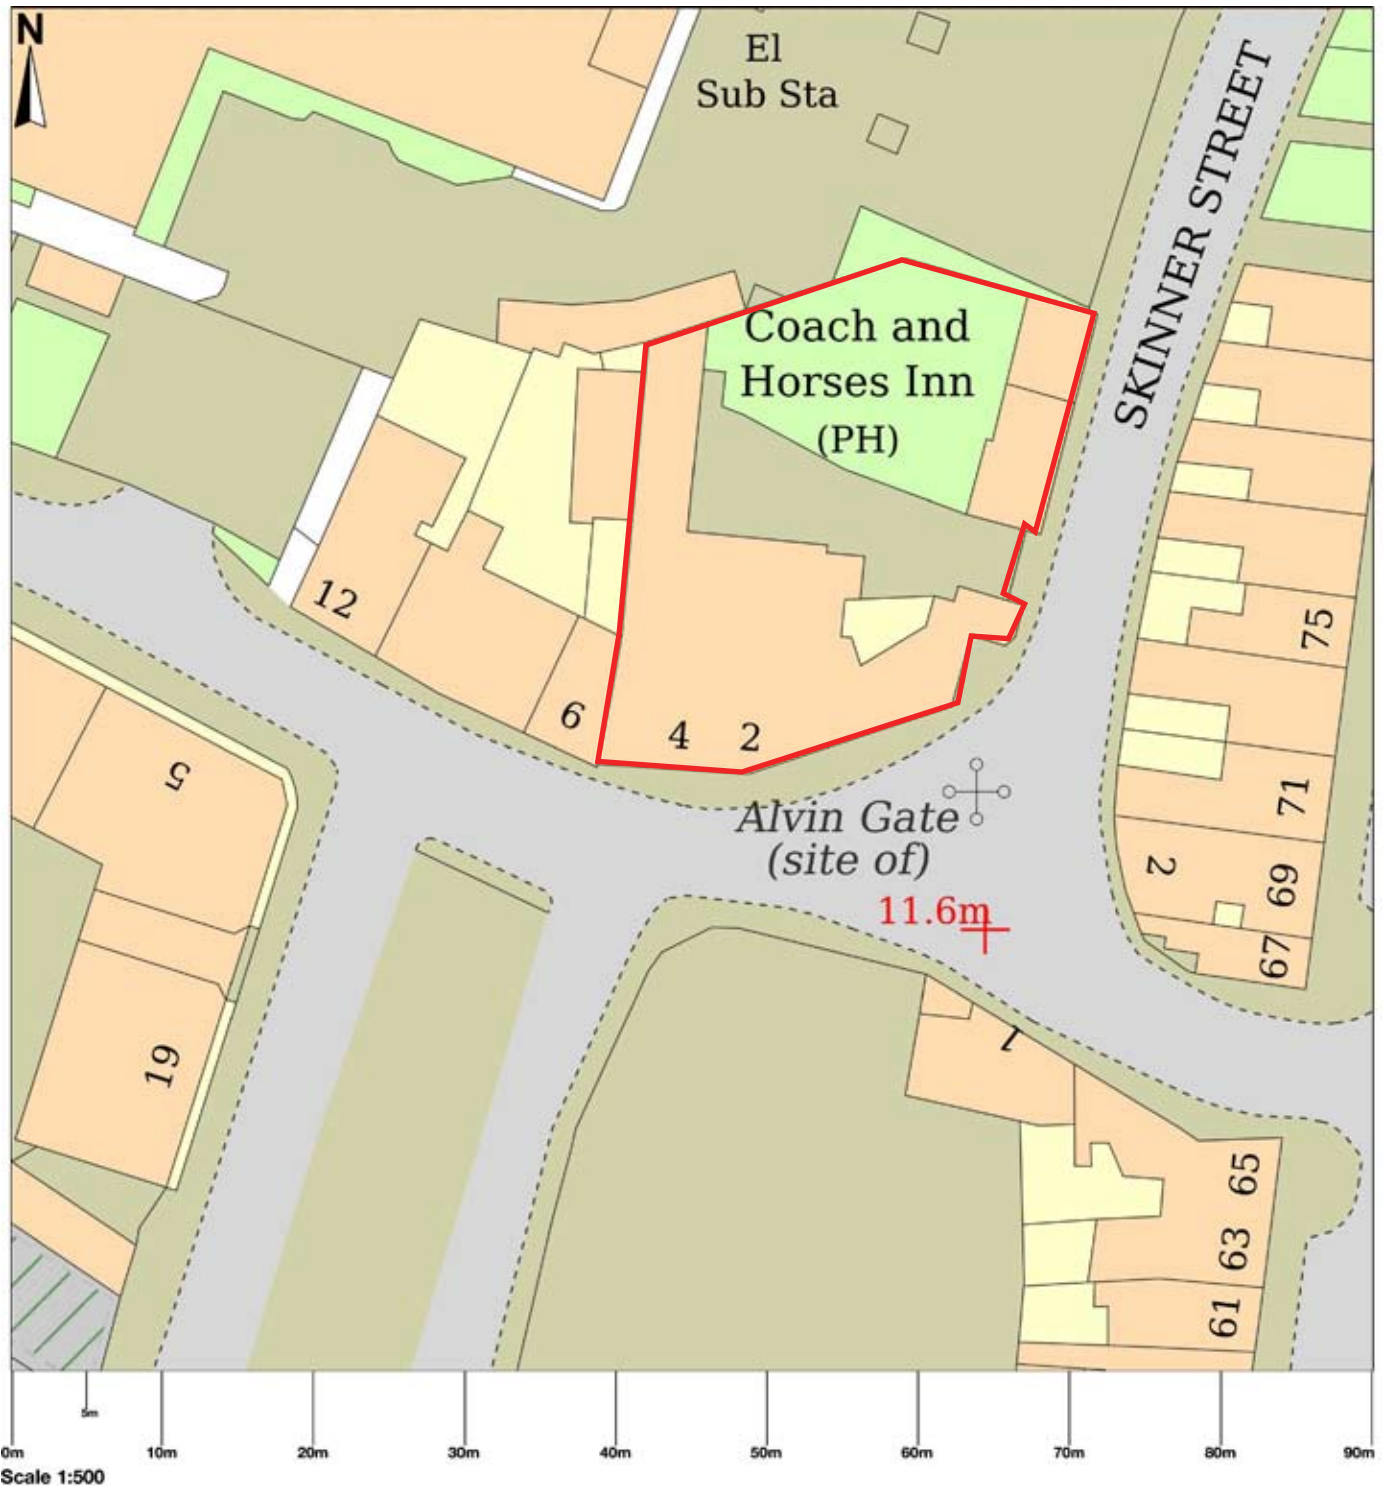 N
El
Sub Sta
SKINNER STREET
Coach and
Horses Inn
(PH)
12
6
4
2
5
75
71
2
69
67
Alvin Gate
(site of)
11.6m
19
1
65
63
61
5m
0m
10m
20m
30m
40m
50m
60m
70m
80m
90m
Scale 1:500